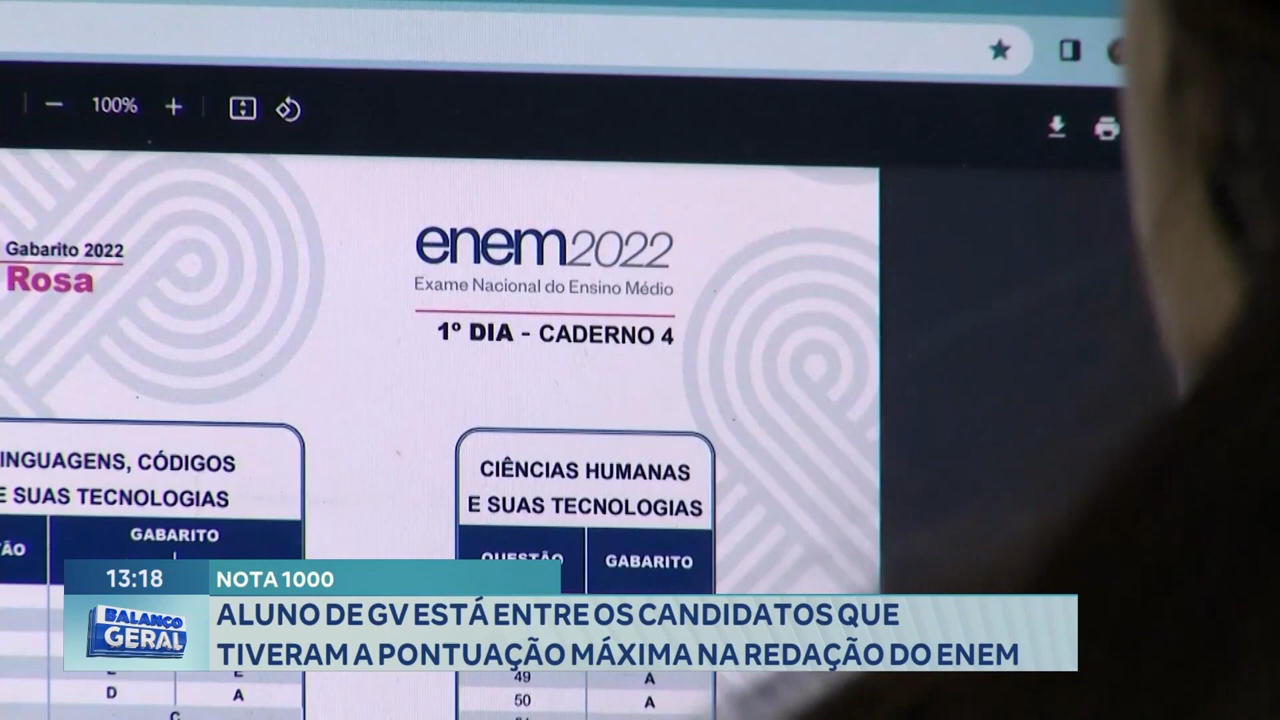 100%
Gabarito 2022
Rosa
enem2022
Exame Nacional do Ensino Médio
1º DIA - CADERNO 4
INGUAGENS, CÓDIGOS
E SUAS TECNOLOGIAS
CIÊNCIAS HUMANAS
E SUAS TECNOLOGIAS
ÃO
GABARITO
QUESTÃO
GABARITO
13:18
NOTA 1000
BALANÇO
GERAL
ALUNO DE GV ESTÁ ENTRE OS CANDIDATOS QUE
TIVERAM A PONTUAÇÃO MÁXIMA NA REDAÇÃO DO ENEM
49 A
D A
50 A
C